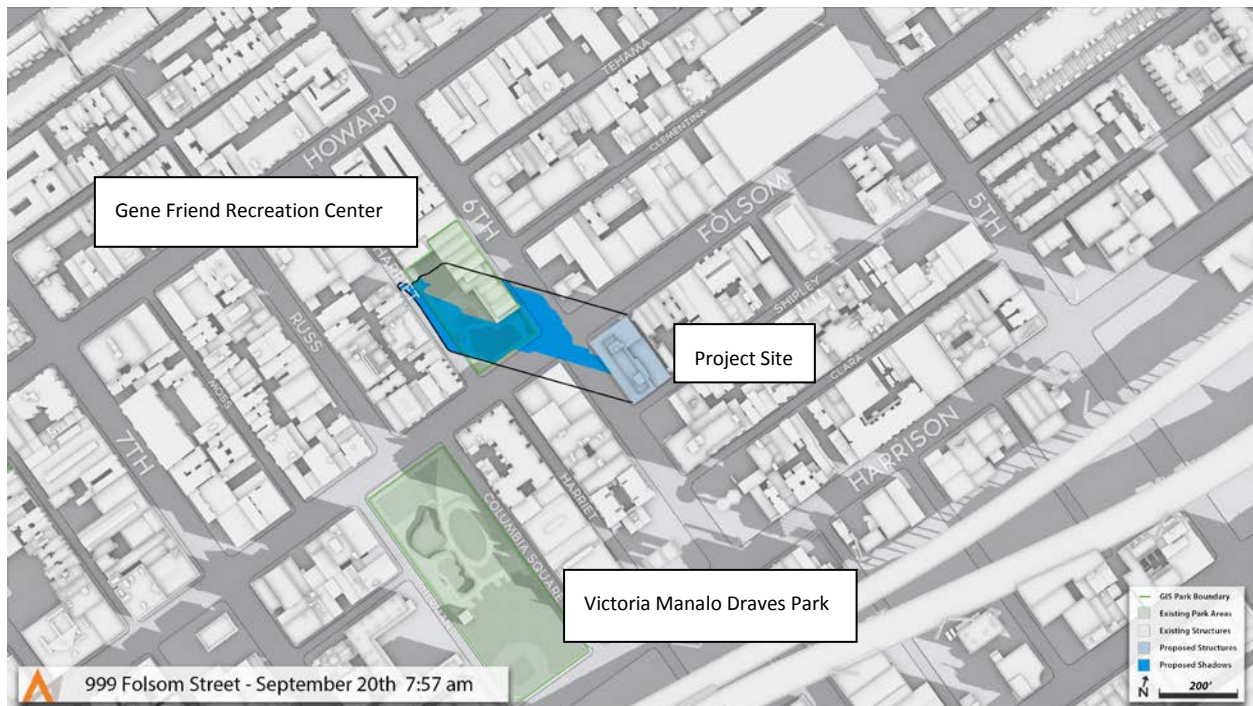 TEHAMA
HOWARD
CLEMENTINA
Gene Friend Recreation Center
6TH
FOLSOM
5TH
HARRIET
SHIPLEY
RUSS
Project Site
CLARA
MOSS
7TH
HARRISON
HARRIET
COLUMBIA SQUARE
Victoria Manalo Draves Park
GIS Park Boundary
Existing Park Areas
Existing Structures
Proposed Structures
Proposed Shadows
N
200'
999 Folsom Street - September 20th 7:57 am